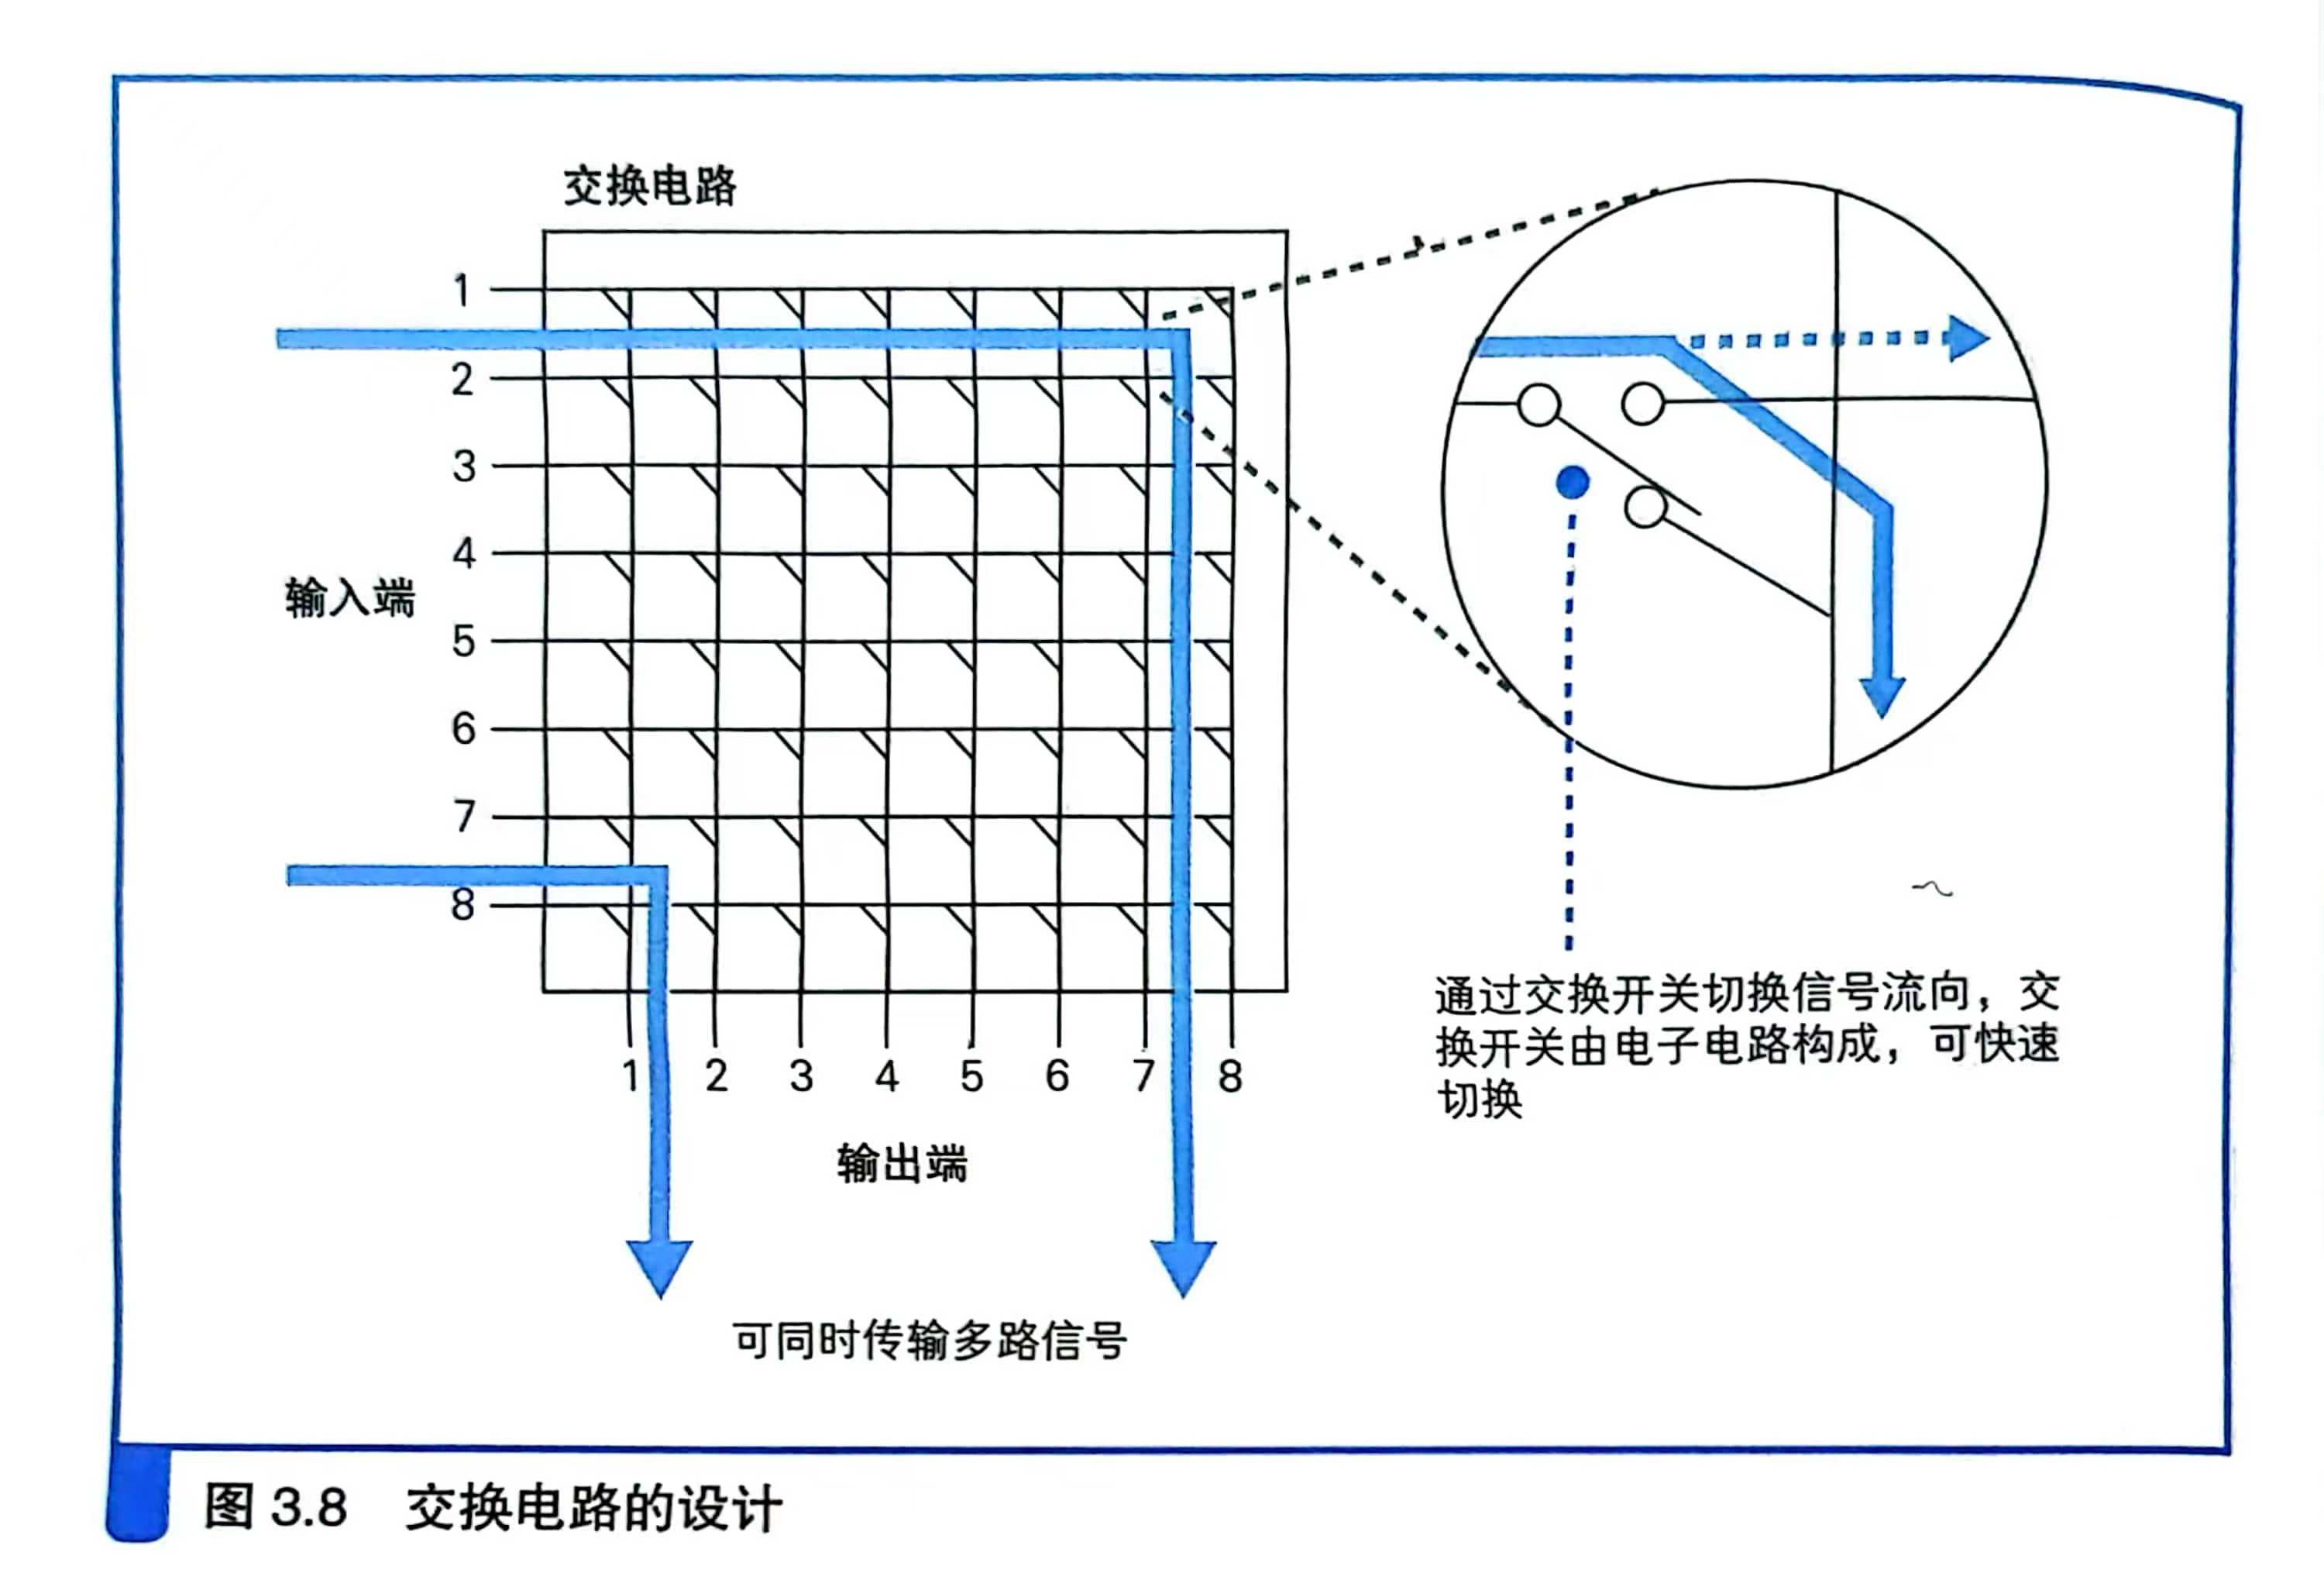 交换电路
1
2
3
4
输入端
5
6
7
8
1 2 3 4 5 6 7 8
输出端
可同时传输多路信号
通过交换开关切换信号流向，交
换开关由电子电路构成，可快速
切换
图 3.8 交换电路的设计